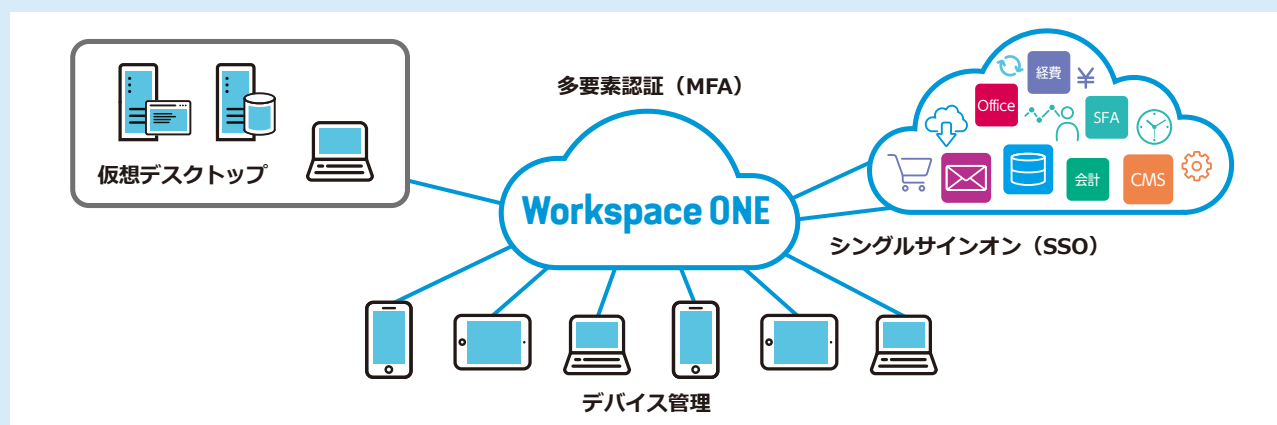 多要素認証（MFA）
仮想デスクトップ
Workspace ONE
経費
¥
Office
SFA
会計
CMS
シングルサインオン（SSO）
デバイス管理